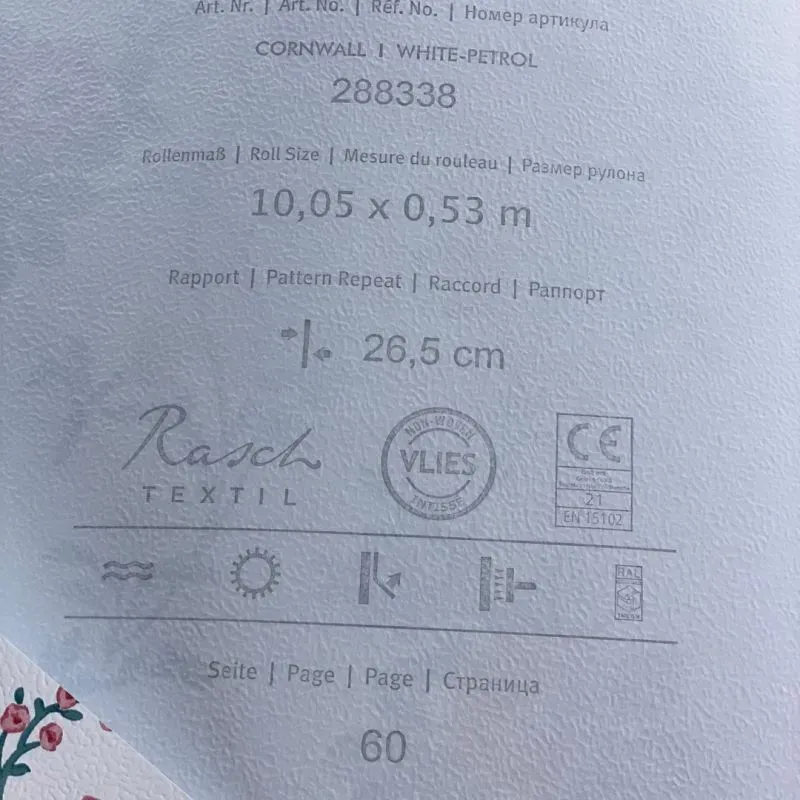 Art. Nr. | Art. No. | Réf. No. | Номер артикула
CORNWALL I WHITE-PETROL
288338
Rollenmaß | Roll Size | Mesure du rouleau | Размер рулона
10,05 x 0,53 m
Rapport | Pattern Repeat | Raccord | Раппорт
26,5 cm
Rasch
TEXTIL
NON-WOVEN
VLIES
INTISSÉ
CE
21
EN 15102
RAL
Seite | Page | Page | Страница
60